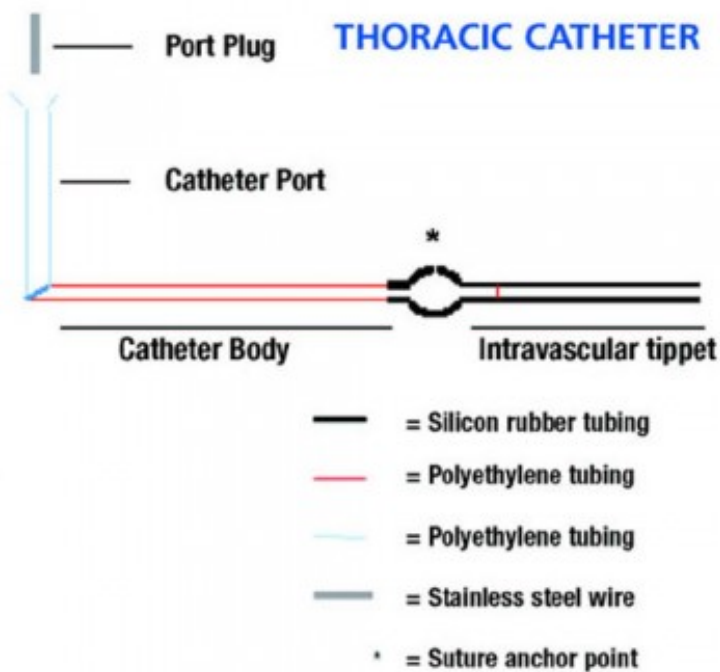 Port Plug
THORACIC CATHETER
Catheter Port
*
Catheter Body
Intravascular tippet
= Silicon rubber tubing
= Polyethylene tubing
= Polyethylene tubing
= Stainless steel wire
* = Suture anchor point